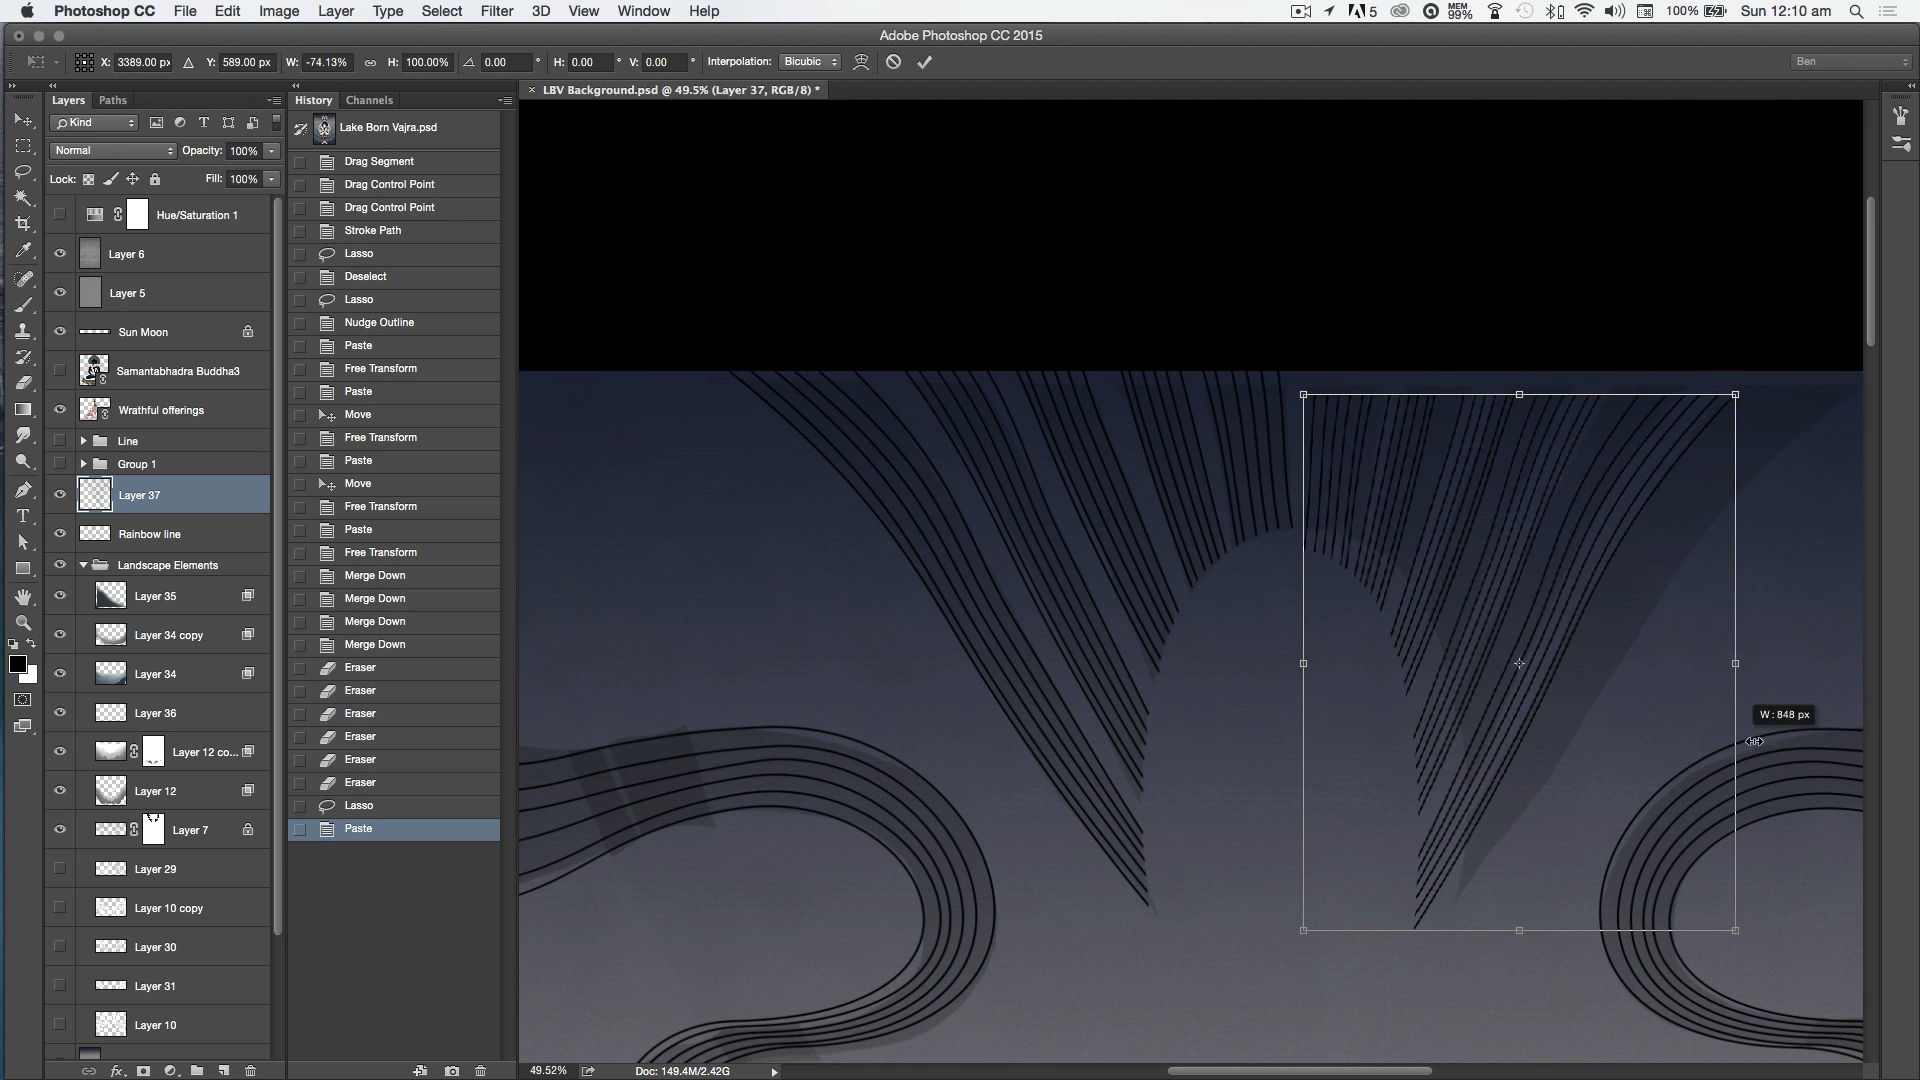 Photoshop CC File Edit Image Layer Type Select Filter 3D View Window Help 5 MEM 99% 100% Sun 12:10 am
Adobe Photoshop CC 2015
X: 3389.00 px Y: 589.00 px W: -74.13% H: 100.00% 0.00 ° H: 0.00 ° V: 0.00 ° Interpolation: Bicubic Ben
Layers Paths
History Channels
LBV Background.psd @ 49.5% (Layer 37, RGB/8) *
Kind
Normal Opacity: 100%
Lock: Fill: 100%
Hue/Saturation 1
Layer 6
Layer 5
Sun Moon
Samantabhadra Buddha3
Wrathful offerings
Line
Group 1
Layer 37
Rainbow line
Landscape Elements
Layer 35
Layer 34 copy
Layer 34
Layer 36
Layer 12 co...
Layer 12
Layer 7
Layer 29
Layer 10 copy
Layer 30
Layer 31
Layer 10
fx
Lake Born Vajra.psd
Drag Segment
Drag Control Point
Drag Control Point
Stroke Path
Lasso
Deselect
Lasso
Nudge Outline
Paste
Free Transform
Paste
Move
Free Transform
Paste
Move
Free Transform
Paste
Free Transform
Merge Down
Merge Down
Merge Down
Merge Down
Eraser
Eraser
Eraser
Eraser
Eraser
Eraser
Lasso
Paste
W : 848 px
49.52% Doc: 149.4M/2.42G